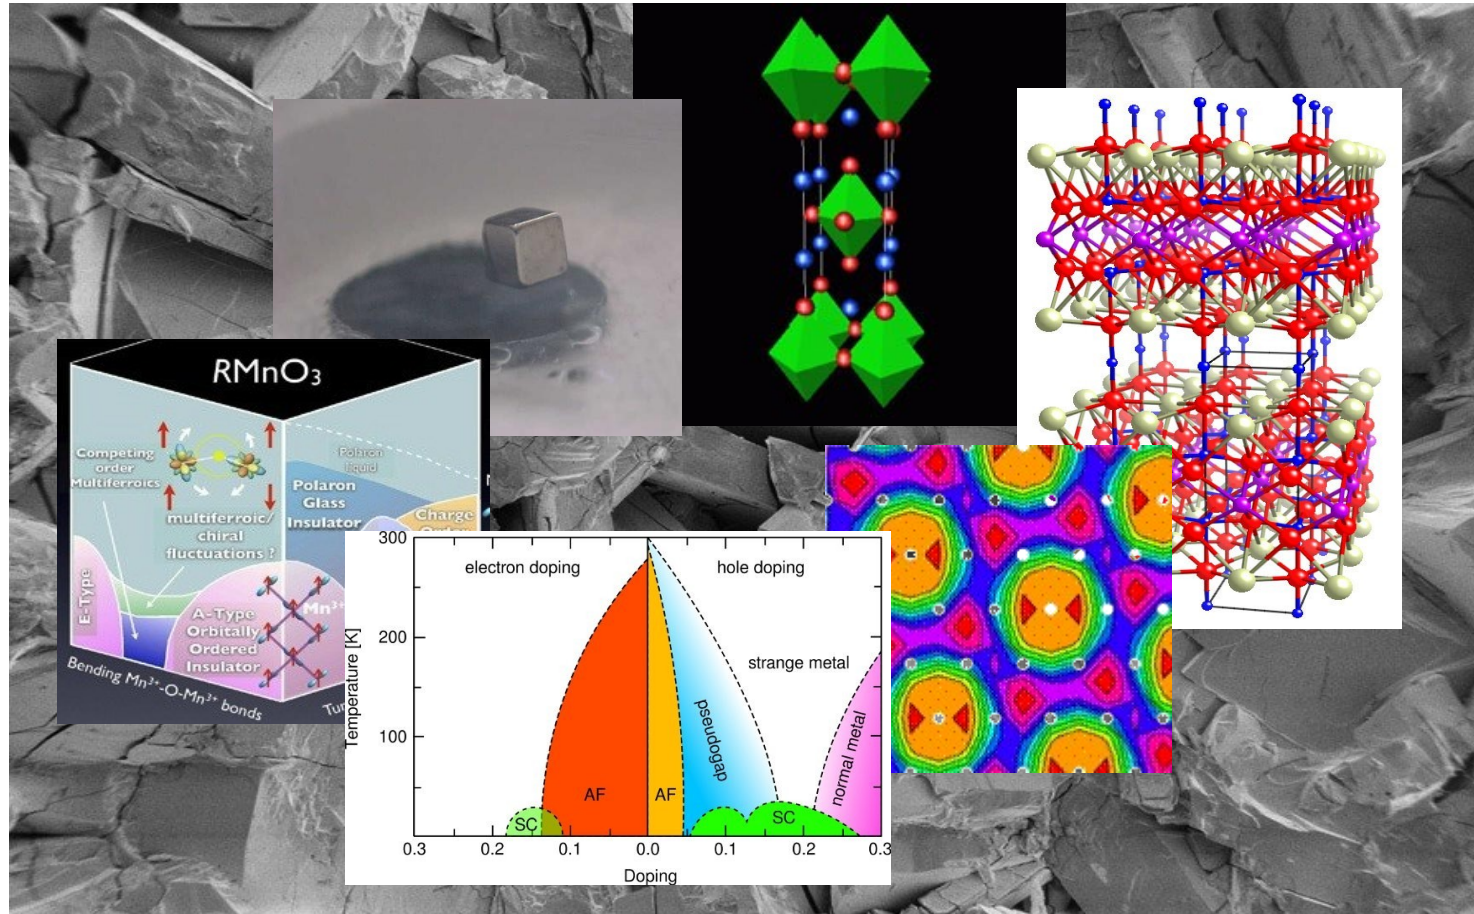 RMnO₃
Competing
order
Multiferroics
Polaron
liquid
Polaron
Glass
Insulator
Charge
multiferroic/
chiral
fluctuations ?
E-Type
A-Type
Orbitally
Ordered
Insulator
Mn³⁺
Bending Mn³⁺-O-Mn³⁺ bonds
300
200
100
Temperature [K]
electron doping
hole doping
strange metal
pseudogap
normal metal
AF
AF
SC
SC
0.3
0.2
0.1
0.0
0.1
0.2
0.3
Doping